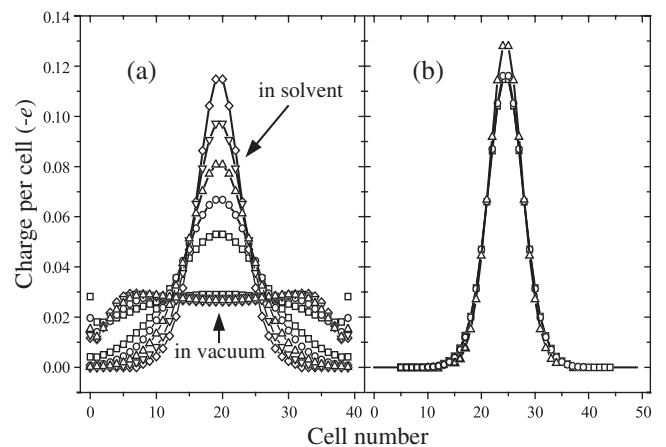 0.14
0.12
0.10
0.08
0.06
0.04
0.02
0.00
Charge per cell (-e)
(a)
in solvent
in vacuum
(b)
0 10 20 30 40
0 10 20 30 40 50
Cell number